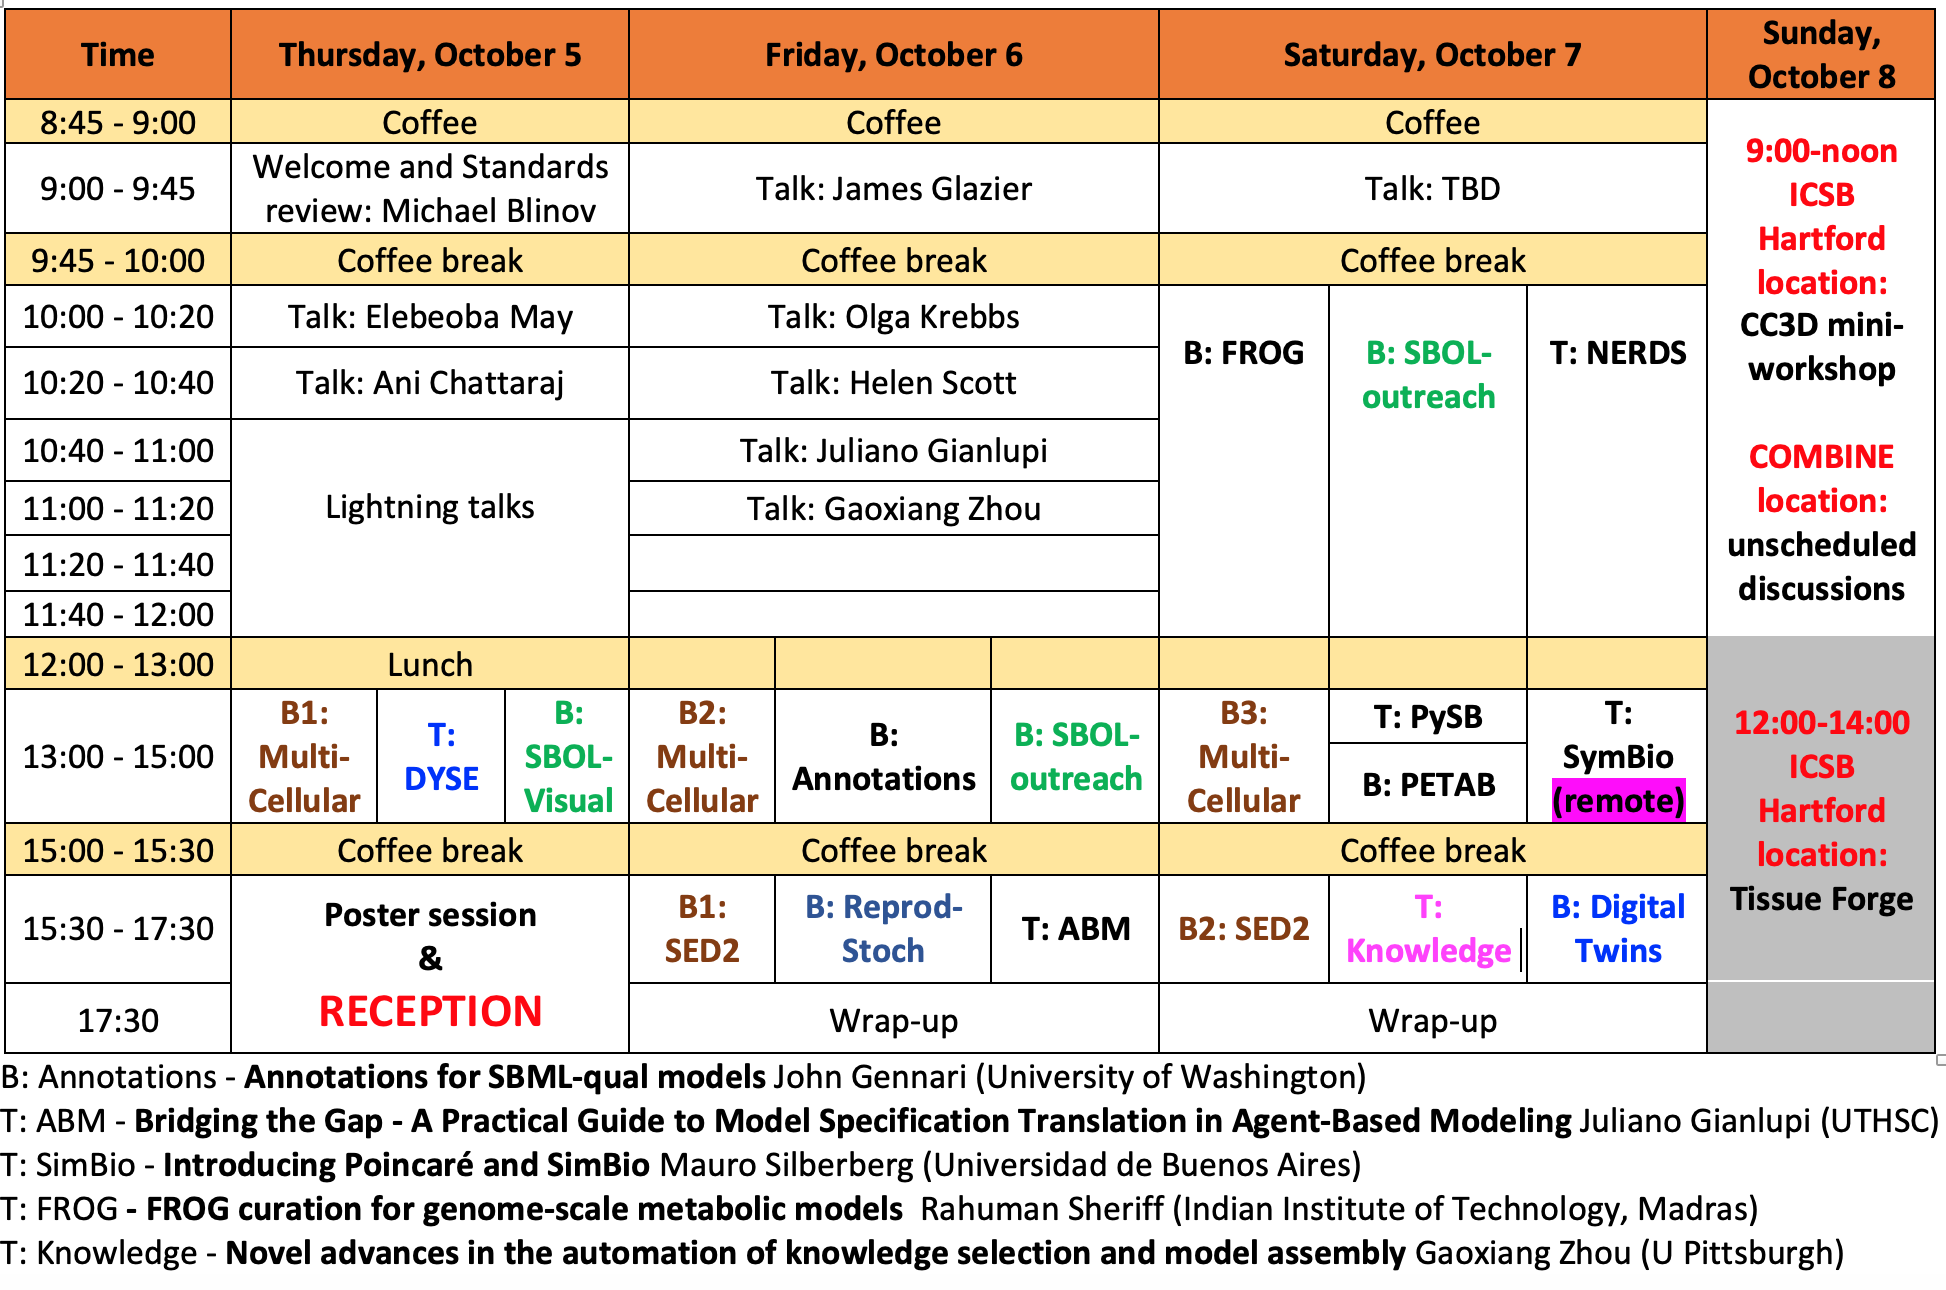 Time
Thursday, October 5
Friday, October 6
Saturday, October 7
Sunday,
October 8
8:45 - 9:00
Coffee
Coffee
Coffee
9:00 - 9:45
Welcome and Standards
review: Michael Blinov
Talk: James Glazier
Talk: TBD
9:45 - 10:00
Coffee break
Coffee break
Coffee break
10:00 - 10:20
Talk: Elebeoba May
Talk: Olga Krebbs
B: FROG
B: SBOL-
outreach
T: NERDS
10:20 - 10:40
Talk: Ani Chattaraj
Talk: Helen Scott
10:40 - 11:00
Lightning talks
Talk: Juliano Gianlupi
11:00 - 11:20
Talk: Gaoxiang Zhou
11:20 - 11:40
11:40 - 12:00
9:00-noon
ICSB
Hartford
location:
CC3D mini-
workshop
COMBINE
location:
unscheduled
discussions
12:00 - 13:00
Lunch
13:00 - 15:00
B1:
Multi-
Cellular
T:
DYSE
B:
SBOL-
Visual
B2:
Multi-
Cellular
B:
Annotations
B: SBOL-
outreach
B3:
Multi-
Cellular
T: PySB
B: PETAB
T:
SymBio
(remote)
12:00-14:00
ICSB
Hartford
location:
Tissue Forge
15:00 - 15:30
Coffee break
Coffee break
Coffee break
15:30 - 17:30
Poster session
&
RECEPTION
B1:
SED2
B: Reprod-
Stoch
T: ABM
B2: SED2
T:
Knowledge
B: Digital
Twins
17:30
Wrap-up
Wrap-up
B: Annotations - Annotations for SBML-qual models John Gennari (University of Washington)
T: ABM - Bridging the Gap - A Practical Guide to Model Specification Translation in Agent-Based Modeling Juliano Gianlupi (UTHSC)
T: SimBio - Introducing Poincaré and SimBio Mauro Silberberg (Universidad de Buenos Aires)
T: FROG - FROG curation for genome-scale metabolic models  Rahuman Sheriff (Indian Institute of Technology, Madras)
T: Knowledge - Novel advances in the automation of knowledge selection and model assembly Gaoxiang Zhou (U Pittsburgh)